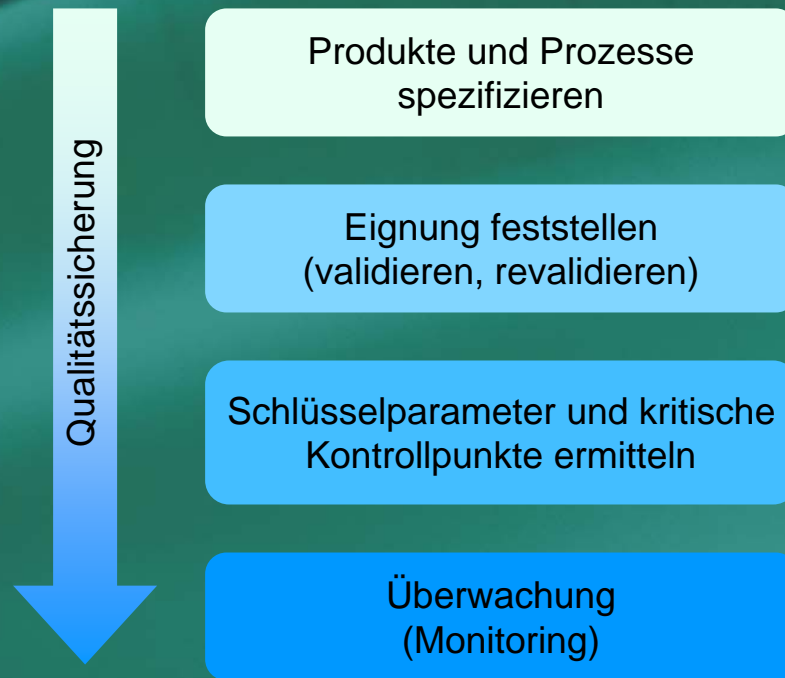 Qualitätssicherung
Produkte und Prozesse
spezifizieren
Eignung feststellen
(validieren, revalidieren)
Schlüsselparameter und kritische
Kontrollpunkte ermitteln
Überwachung
(Monitoring)